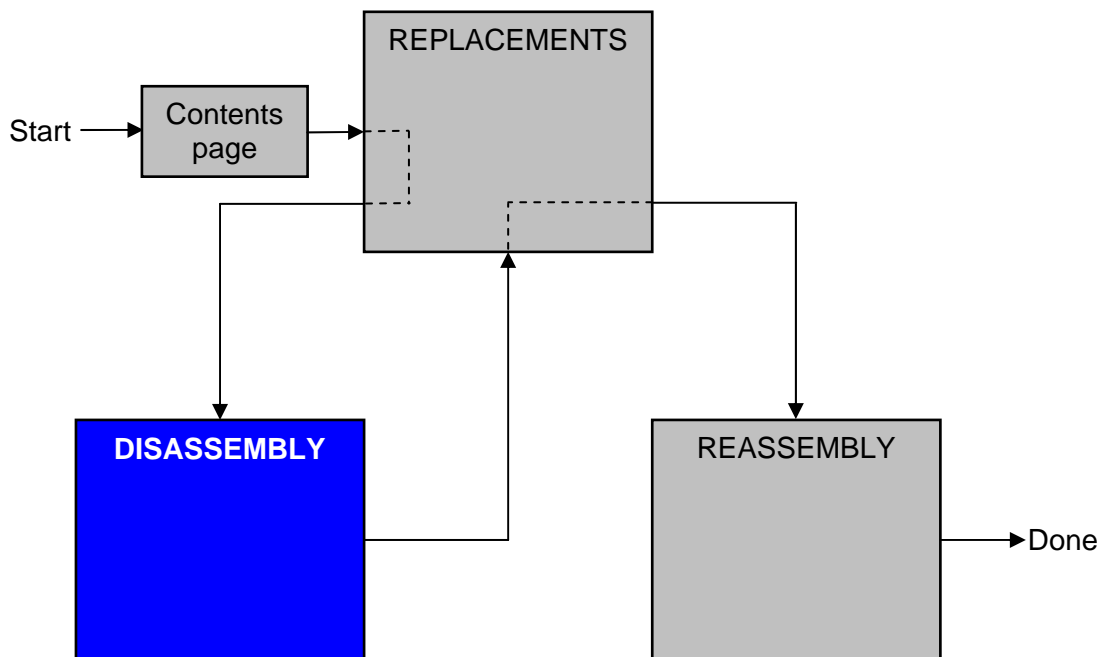 REPLACEMENTS
Start
Contents
page
DISASSEMBLY
REASSEMBLY
Done